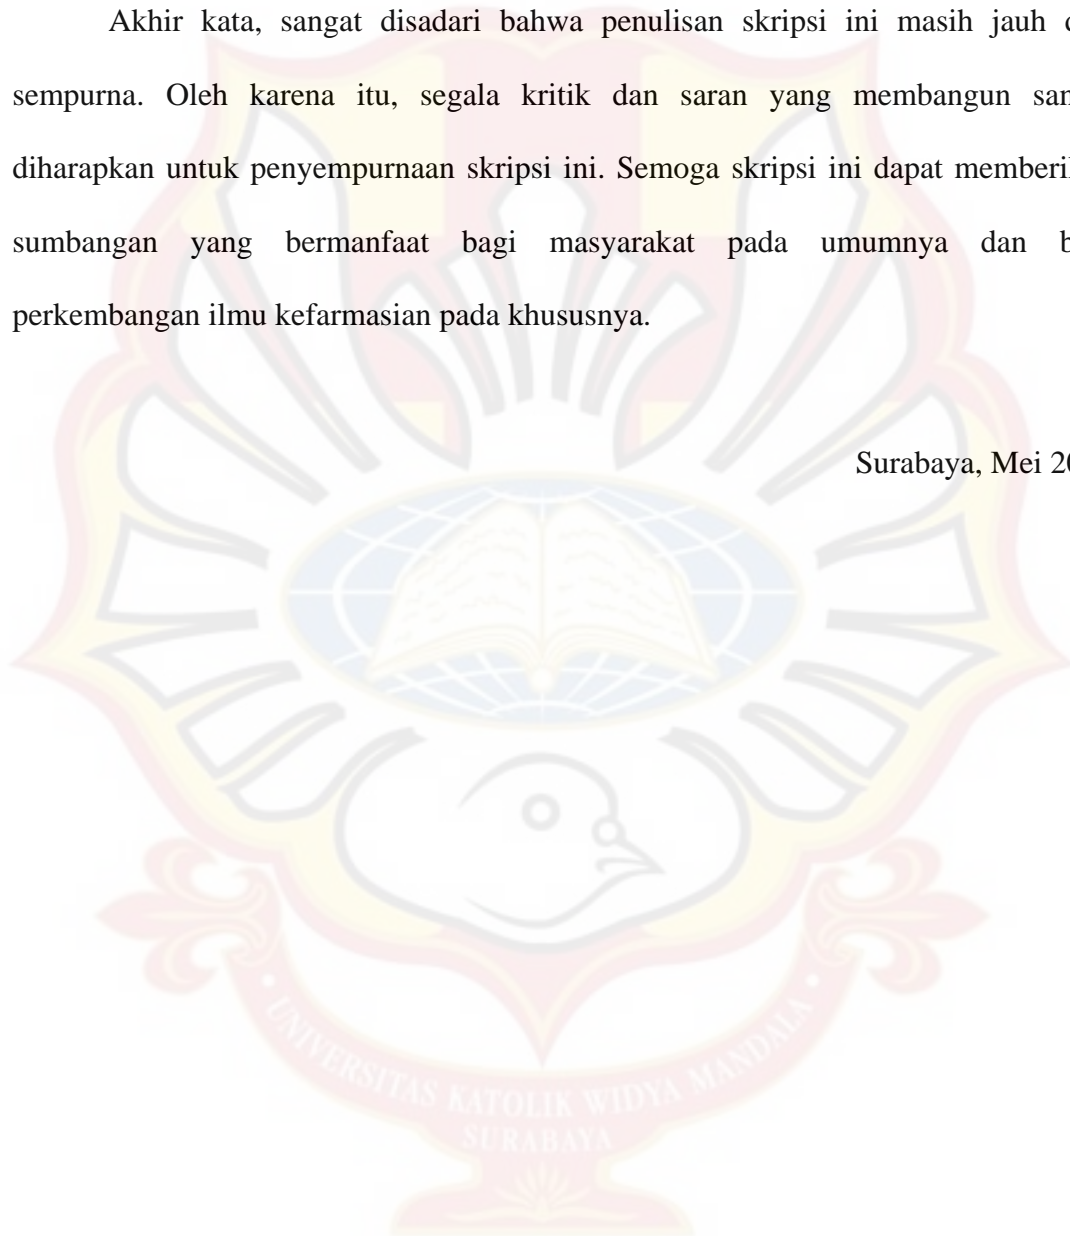 Akhir kata, sangat disadari bahwa penulisan skripsi ini masih jauh
sempurna. Oleh karena itu, segala kritik dan saran yang membangun
diharapkan untuk penyempurnaan skripsi ini. Semoga skripsi ini dapat
sumbangan yang bermanfaat bagi masyarakat pada umumnya dan
perkembangan ilmu kefarmasian pada khususnya.
Surabaya, Mei
UNIVERSITAS KATOLIK WIDYA MANDALA
SURABAYA